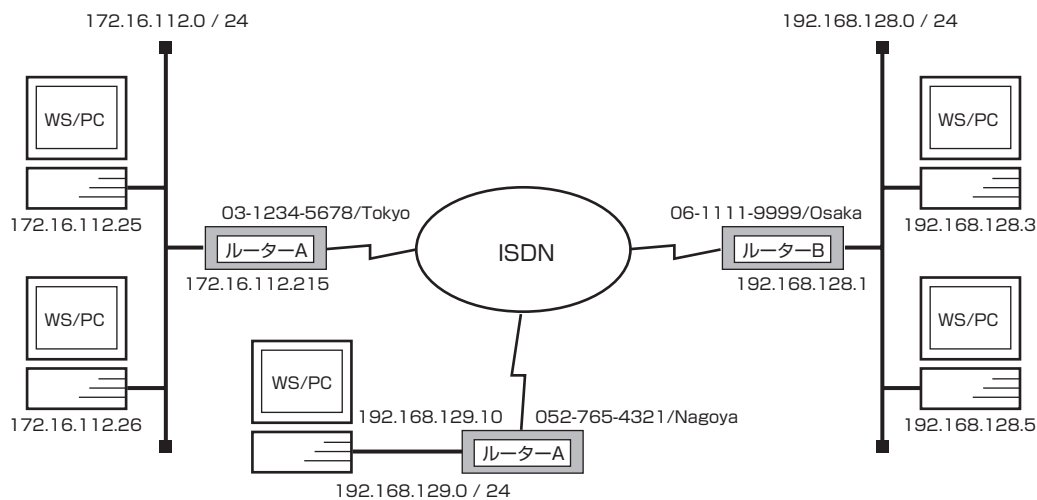 172.16.112.0 / 24
192.168.128.0 / 24
WS/PC
WS/PC
172.16.112.25
03-1234-5678/Tokyo
06-1111-9999/Osaka
192.168.128.3
ルーターA
ISDN
ルーターB
172.16.112.215
192.168.128.1
WS/PC
WS/PC
WS/PC
172.16.112.26
192.168.129.10
052-765-4321/Nagoya
192.168.128.5
ルーターA
192.168.129.0 / 24